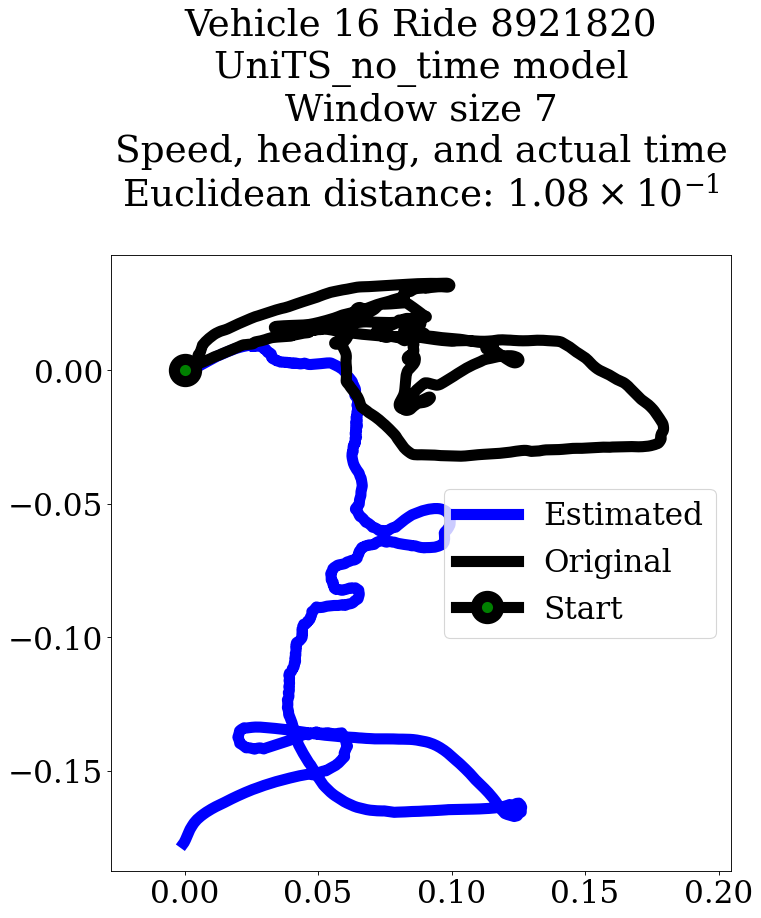 Vehicle 16 Ride 8921820
UniTS_no_time model
Window size 7
Speed, heading, and actual time
Euclidean distance: 1.08 × 10⁻¹
0.00
−0.05
−0.10
−0.15
Estimated
Original
Start
0.00 0.05 0.10 0.15 0.20